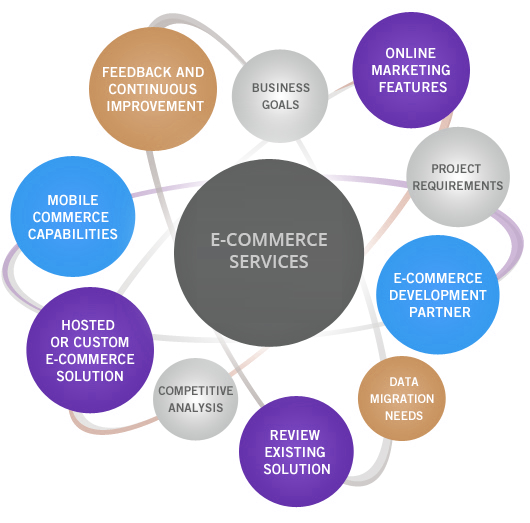 ONLINE
MARKETING
FEATURES
FEEDBACK AND
CONTINUOUS
IMPROVEMENT
BUSINESS
GOALS
PROJECT
REQUIREMENTS
MOBILE
COMMERCE
CAPABILITIES
E-COMMERCE
SERVICES
E-COMMERCE
DEVELOPMENT
PARTNER
HOSTED
OR CUSTOM
E-COMMERCE
SOLUTION
COMPETITIVE
ANALYSIS
DATA
MIGRATION
NEEDS
REVIEW
EXISTING
SOLUTION